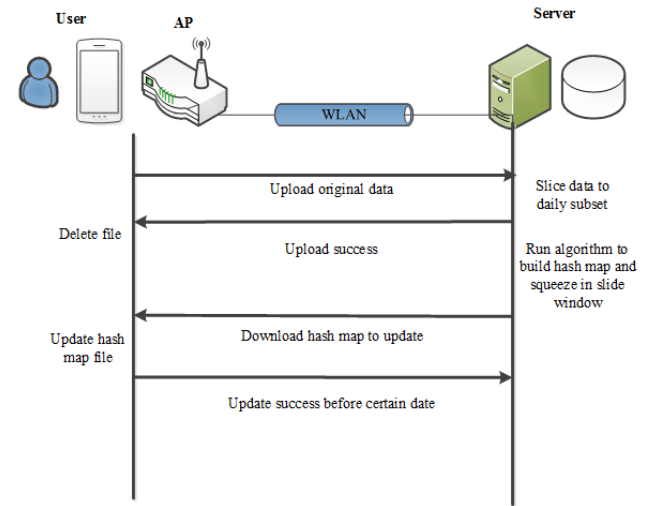 User
AP
Server
WLAN
Upload original data
Slice data to
daily subset
Delete file
Upload success
Run algorithm to
build hash map and
squeeze in slide
window
Download hash map to update
Update hash
map file
Update success before certain date